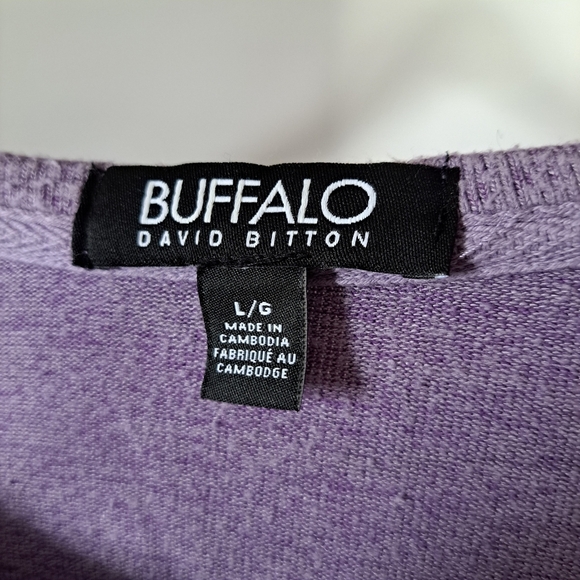 BUFFALO
DAVID BITTON
L/G
MADE IN
CAMBODIA
FABRIQUÉ AU
CAMBODGE